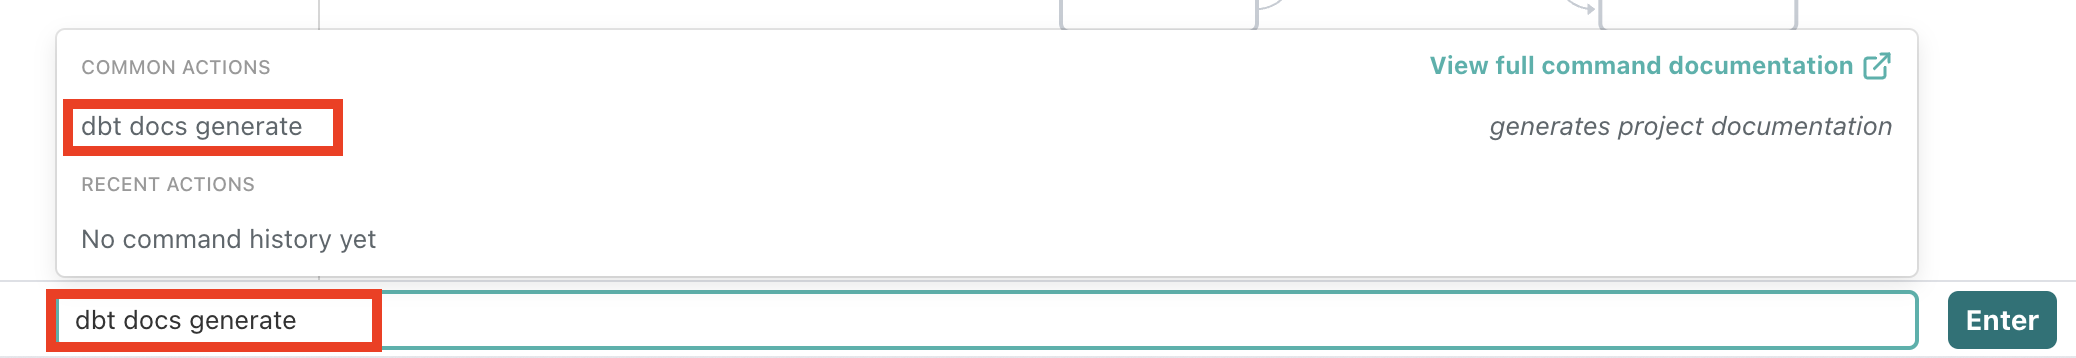 COMMON ACTIONS
View full command documentation
dbt docs generate
generates project documentation
RECENT ACTIONS
No command history yet
dbt docs generate
Enter